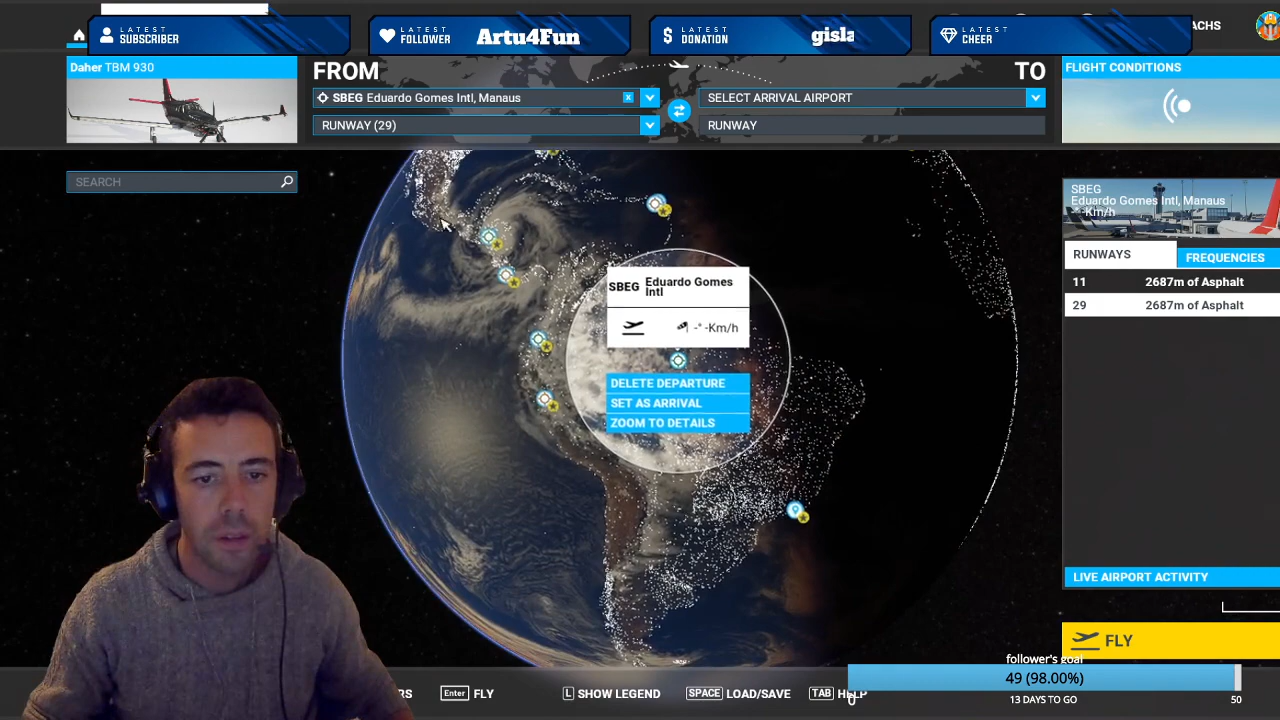 LATEST
SUBSCRIBER
LATEST
FOLLOWER
Artu4Fun
LATEST
DONATION
gisla
LATEST
CHEER
ACHS
Daher TBM 930
FROM
TO
SBEG Eduardo Gomes Intl, Manaus
RUNWAY (29)
SELECT ARRIVAL AIRPORT
RUNWAY
FLIGHT CONDITIONS
SEARCH
SBEG Eduardo Gomes
Intl
-° -Km/h
DELETE DEPARTURE
SET AS ARRIVAL
ZOOM TO DETAILS
SBEG
Eduardo Gomes Intl, Manaus
-° -Km/h
RUNWAYS
FREQUENCIES
11 2687m of Asphalt
29 2687m of Asphalt
LIVE AIRPORT ACTIVITY
FLY
RS
Enter FLY
L SHOW LEGEND
SPACE LOAD/SAVE
TAB HELP
follower's goal
49 (98.00%)
0
13 DAYS TO GO
50